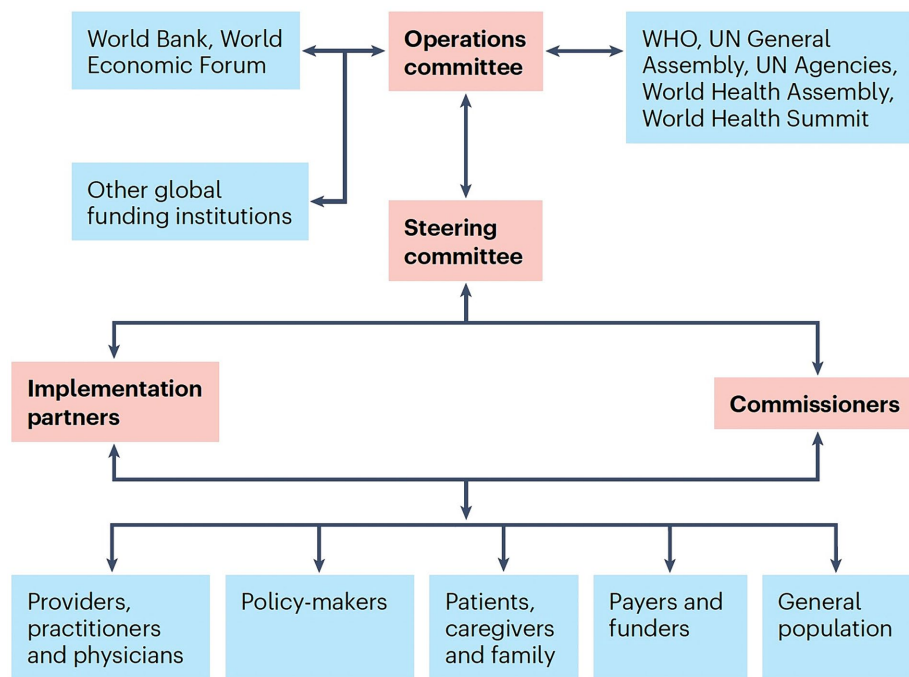 World Bank, World
Economic Forum
Operations
committee
WHO, UN General
Assembly, UN Agencies,
World Health Assembly,
World Health Summit
Other global
funding institutions
Steering
committee
Implementation
partners
Commissioners
Providers,
practitioners
and physicians
Policy-makers
Patients,
caregivers
and family
Payers and
funders
General
population